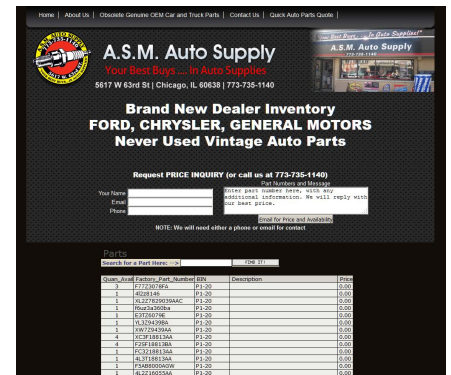 Home | About Us | Obsolete Genuine OEM Car and Truck Parts | Contact Us | Quick Auto Parts Quote |
A.S.M. Auto Supply
Your Best Buys ... In Auto Supplies
5617 W 63rd St | Chicago, IL 60638 | 773-735-1140
A.S.M. Auto Supply
Brand New Dealer Inventory
FORD, CHRYSLER, GENERAL MOTORS
Never Used Vintage Auto Parts
Request PRICE INQUIRY (or call us at 773-735-1140)
Part Numbers and Message
Your Name
Email
Phone
Enter part number here, with any
additional information. We will reply with
our best price.
Email for Price and Availability
NOTE: We will need either a phone or email for contact
Parts
Search for a Part Here: -->
FIND IT!
Quan_Avail Factory_Part_Number BIN Description Price
3 F77Z3078FA P1-20 0.00
1 4l2z8146 P1-20 0.00
1 XL2Z7829039AAC P1-20 0.00
1 f6uz3a360ba P1-20 0.00
1 E3TZ6079E P1-20 0.00
1 YL3Z9439BA P1-20 0.00
1 XW7Z9439AA P1-20 0.00
4 XC3F18813AA P1-20 0.00
4 F25F18813BA P1-20 0.00
1 FC3218813AA P1-20 0.00
1 4L3T18813AA P1-20 0.00
1 F3AB8000AGW P1-20 0.00
1 4L2Z16055AA P1-20 0.00